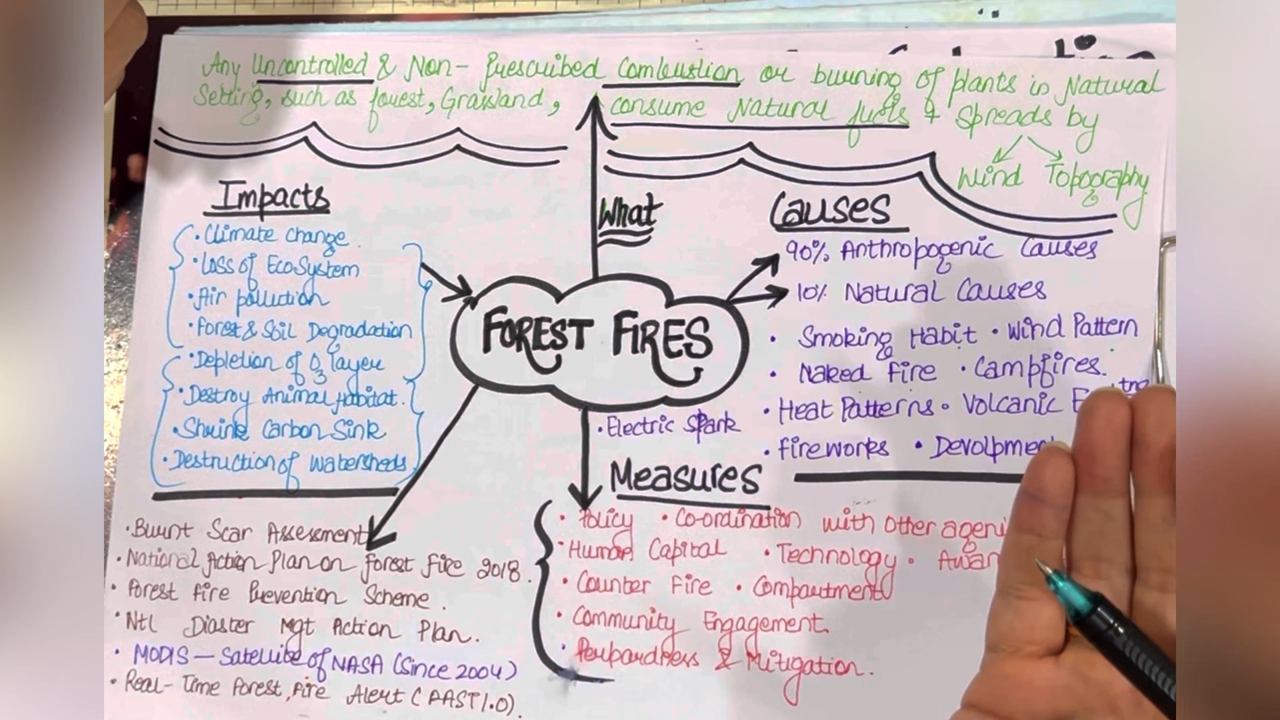 Any Uncontrolled & Non-Prescribed Combustion or burning of plants in Natural
Setting, such as forest, Grassland, consume Natural fuels + Spreads by
Wind Topography
Impacts
• Climate change
• Loss of EcoSystem
• Air pollution
• Forest & Soil Degradation
• Depletion of O3 layer
• Destroy Animal Habitat.
• Shrink Carbon Sink
• Destruction of Watersheds
What
FOREST FIRES
Causes
90% Anthropogenic Causes
10% Natural Causes
• Smoking Habit • Wind Pattern
• Naked Fire • Campfires.
• Heat Patterns • Volcanic
• Electric Spark
• fireworks • Devolpmen
Measures
• Policy • Co-ordination with other agenci
• Human Capital • Technology • Awar
• Counter Fire • Compartment
• Community Engagement.
• Perpardness & Mitigation.
• Burnt Scar Assessment
• National Action Plan on forest fire 2018.
• Forest Fire Prevention Scheme.
• Ntl Diaster Mgt Action Plan.
• MODIS – Satellite of NASA (Since 2004)
• Real-Time Forest Fire Alert (FAST1.0).